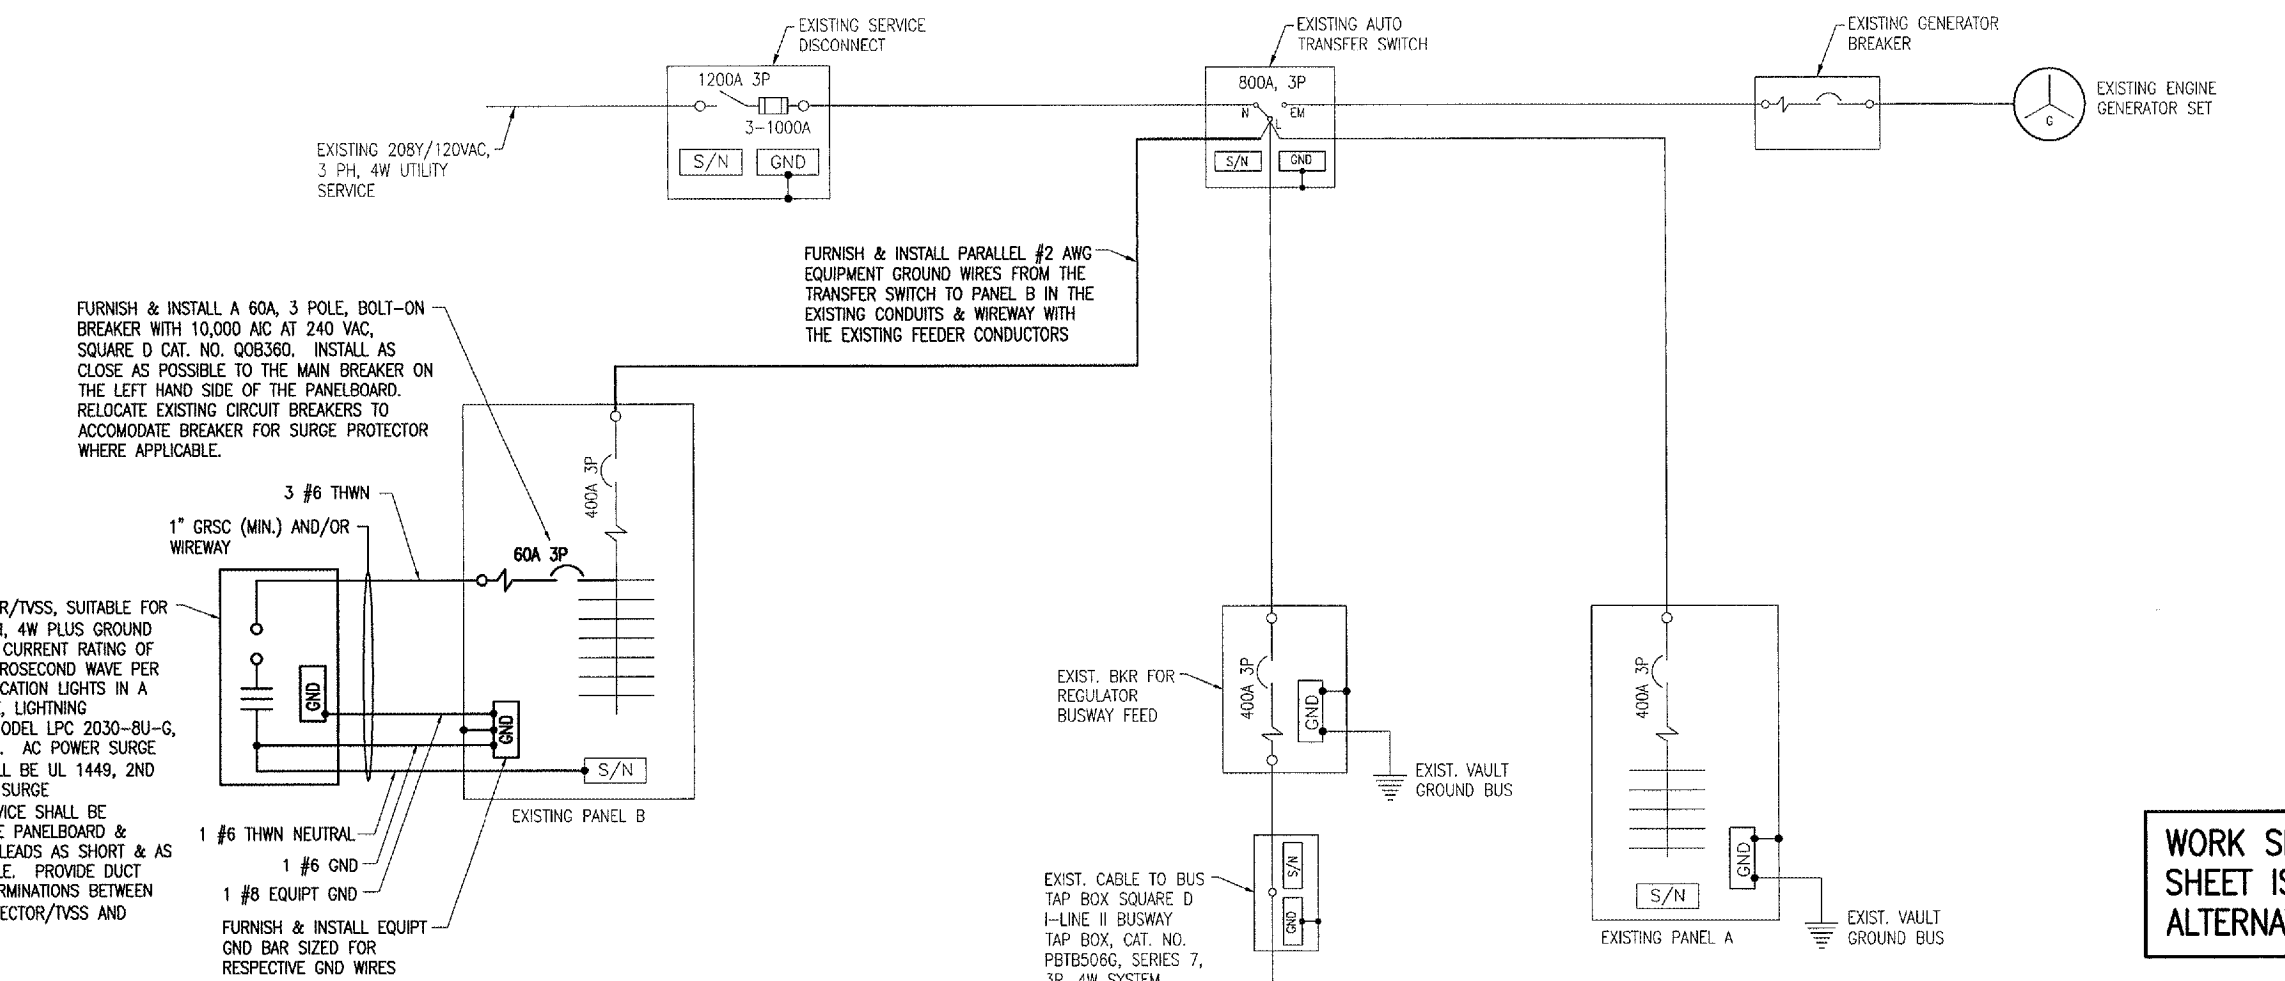 EXISTING SERVICE
DISCONNECT
1200A 3P
3-1000A
S/N
GND
EXISTING 208Y/120VAC,
3 PH, 4W UTILITY
SERVICE
EXISTING AUTO
TRANSFER SWITCH
800A, 3P
N
EM
L
S/N
GND
EXISTING GENERATOR
BREAKER
G
EXISTING ENGINE
GENERATOR SET
FURNISH & INSTALL PARALLEL #2 AWG
EQUIPMENT GROUND WIRES FROM THE
TRANSFER SWITCH TO PANEL B IN THE
EXISTING CONDUITS & WIREWAY WITH
THE EXISTING FEEDER CONDUCTORS
FURNISH & INSTALL A 60A, 3 POLE, BOLT-ON
BREAKER WITH 10,000 AIC AT 240 VAC,
SQUARE D CAT. NO. QOB360. INSTALL AS
CLOSE AS POSSIBLE TO THE MAIN BREAKER ON
THE LEFT HAND SIDE OF THE PANELBOARD.
RELOCATE EXISTING CIRCUIT BREAKERS TO
ACCOMODATE BREAKER FOR SURGE PROTECTOR
WHERE APPLICABLE.
3 #6 THWN
1" GRSC (MIN.) AND/OR
WIREWAY
400A 3P
60A 3P
GND
GND
S/N
EXISTING PANEL B
R/TVSS, SUITABLE FOR
, 4W PLUS GROUND
CURRENT RATING OF
ROSECOND WAVE PER
CATION LIGHTS IN A
, LIGHTNING
ODEL LPC 2030-8U-G,
. AC POWER SURGE
LL BE UL 1449, 2ND
SURGE
VICE SHALL BE
E PANELBOARD &
LEADS AS SHORT & AS
LE. PROVIDE DUCT
RMINATIONS BETWEEN
ECTOR/TVSS AND
1 #6 THWN NEUTRAL
1 #6 GND
1 #8 EQUIPT GND
FURNISH & INSTALL EQUIPT
GND BAR SIZED FOR
RESPECTIVE GND WIRES
EXIST. BKR FOR
REGULATOR
BUSWAY FEED
400A 3P
GND
EXIST. VAULT
GROUND BUS
EXIST. CABLE TO BUS
TAP BOX SQUARE D
I-LINE II BUSWAY
TAP BOX, CAT. NO.
PBTB506G, SERIES 7,
3P, 4W SYSTEM
S/N
GND
400A 3P
GND
S/N
EXISTING PANEL A
EXIST. VAULT
GROUND BUS
WORK S
SHEET IS
ALTERNA